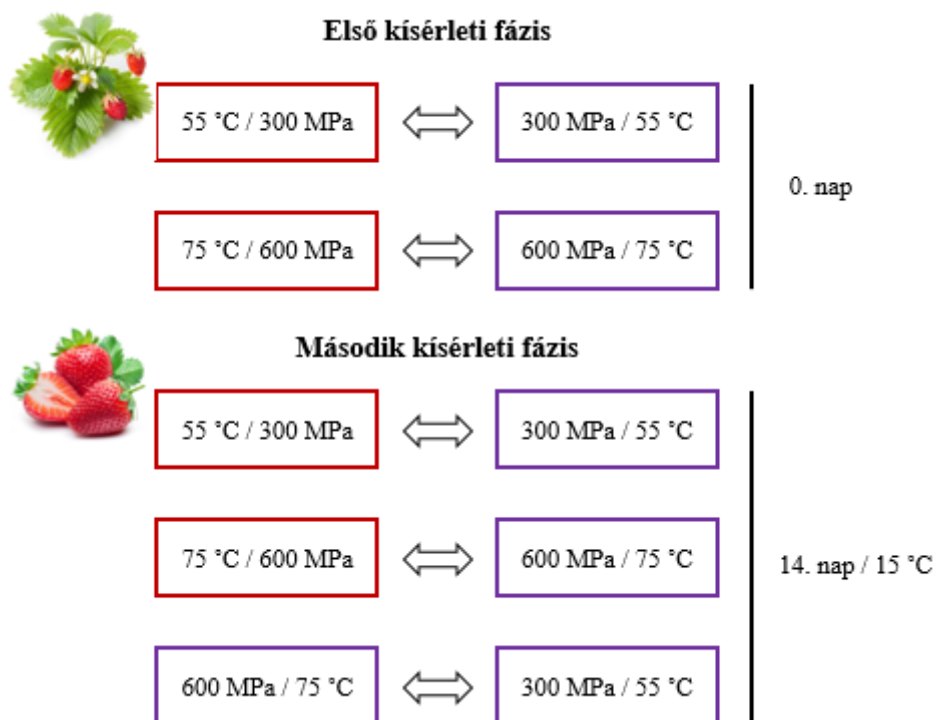 Első kísérleti fázis
55 °C / 300 MPa 300 MPa / 55 °C
0. nap
75 °C / 600 MPa 600 MPa / 75 °C
Második kísérleti fázis
55 °C / 300 MPa 300 MPa / 55 °C
75 °C / 600 MPa 600 MPa / 75 °C
14. nap / 15 °C
600 MPa / 75 °C 300 MPa / 55 °C